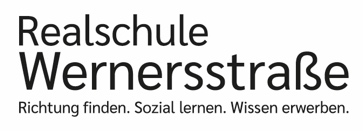 Realschule
Wernersstraße
Richtung finden. Sozial lernen. Wissen erwerben.